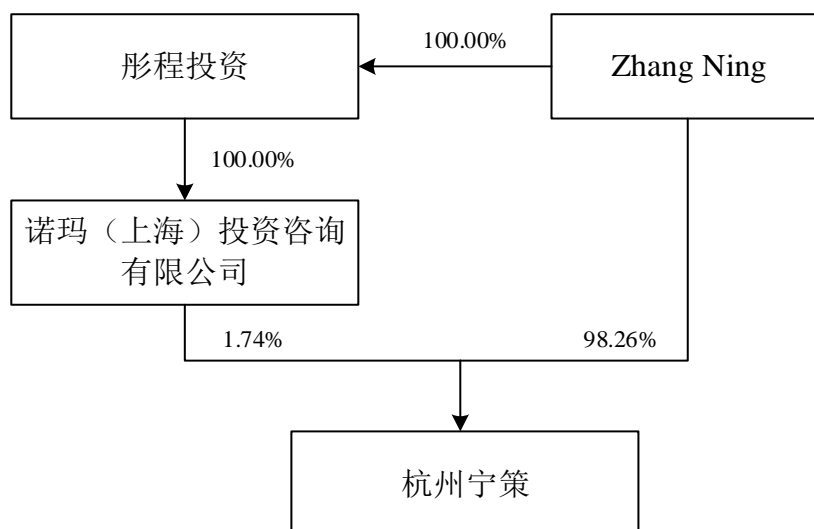 彤程投资
100.00%
Zhang Ning
100.00%
诺玛（上海）投资咨询
有限公司
1.74%
98.26%
杭州宁策